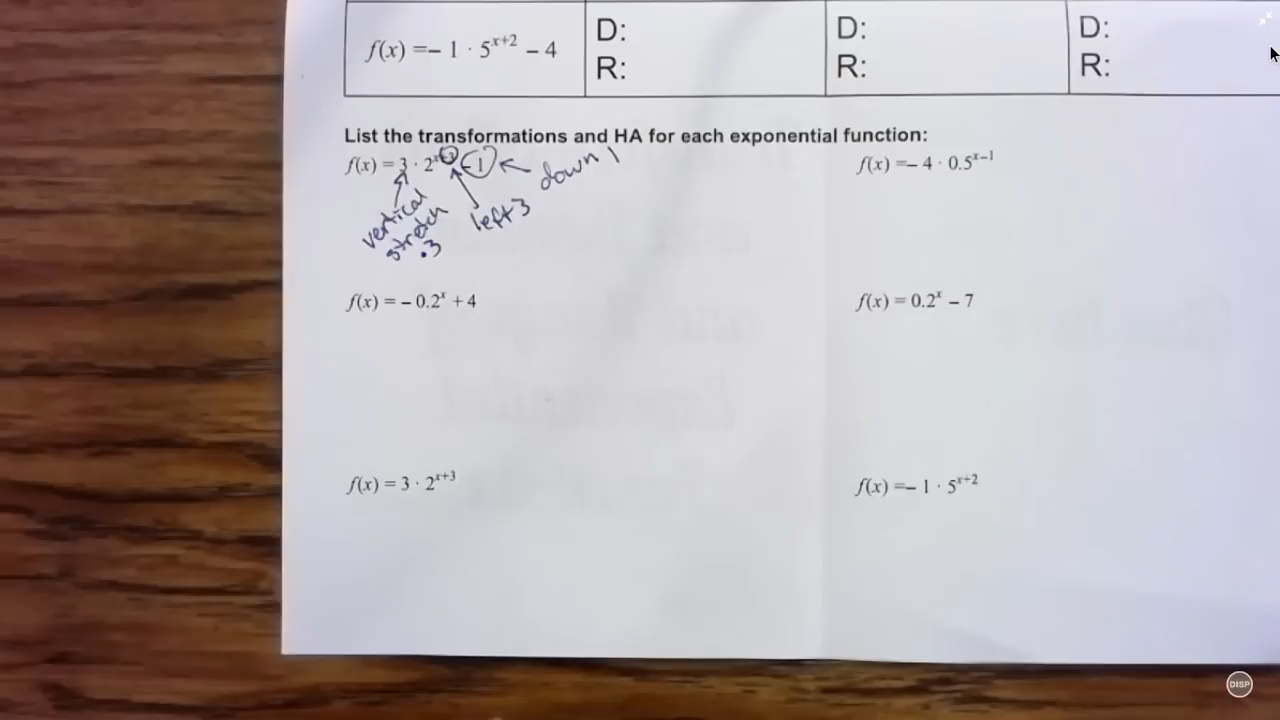 f(x) =– 1 · 5^{x+2} – 4
D:
R:
D:
R:
D:
R:
List the transformations and HA for each exponential function:
f(x) = 3 · 2^{x+3} – 1
down 1
left 3
vertical
stretch
·3
f(x) =– 4 · 0.5^{x–1}
f(x) = – 0.2^{x} + 4
f(x) = 0.2^{x} – 7
f(x) = 3 · 2^{x+3}
f(x) =– 1 · 5^{x+2}
DISP